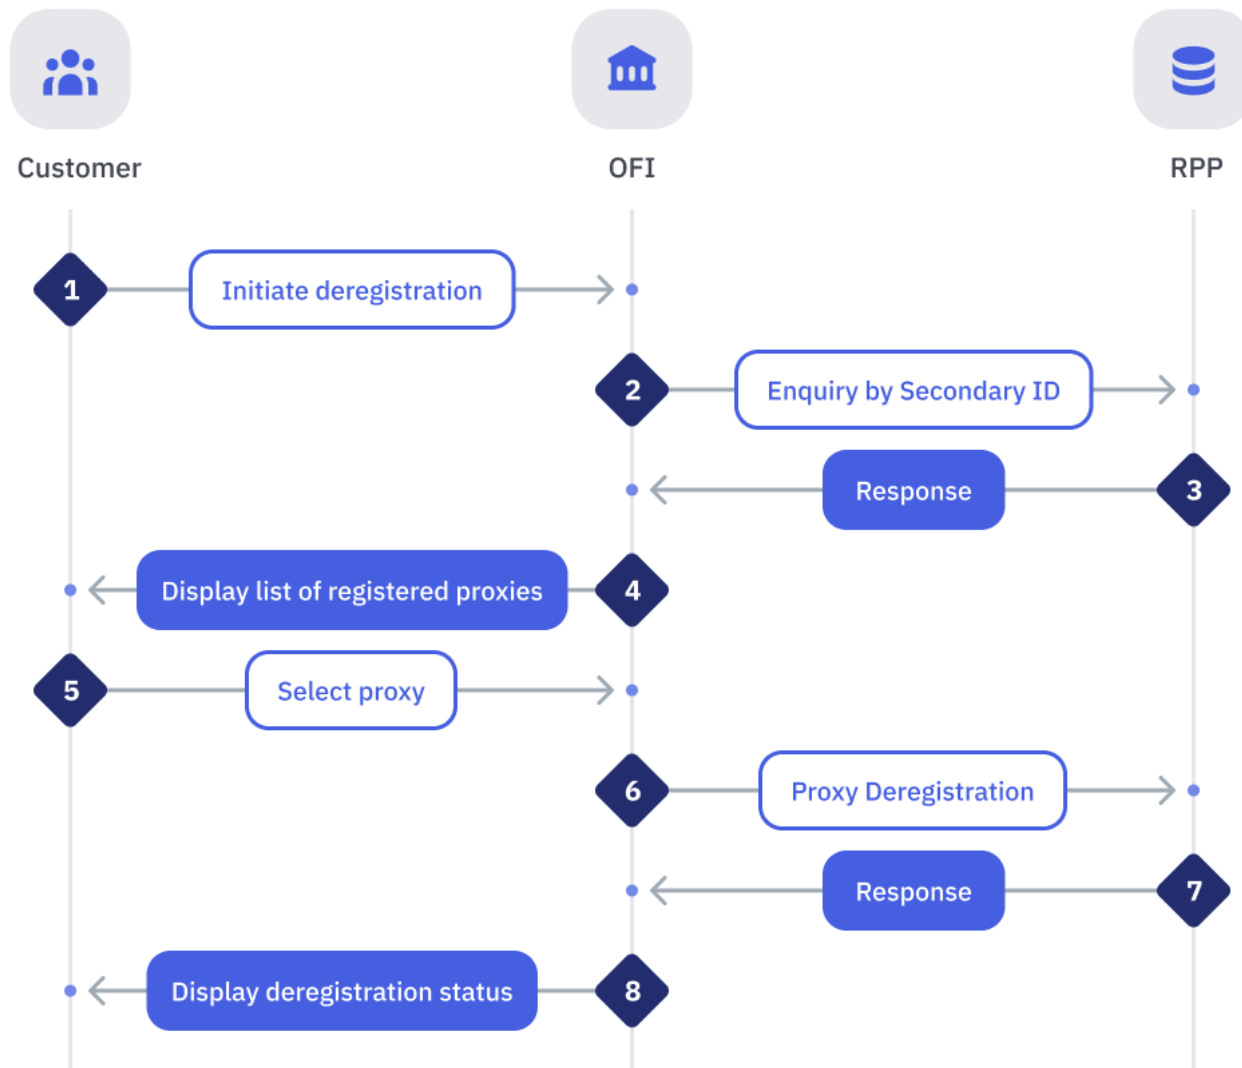 Customer
OFI
RPP
1
Initiate deregistration
2
Enquiry by Secondary ID
Response
3
Display list of registered proxies
4
5
Select proxy
6
Proxy Deregistration
Response
7
Display deregistration status
8